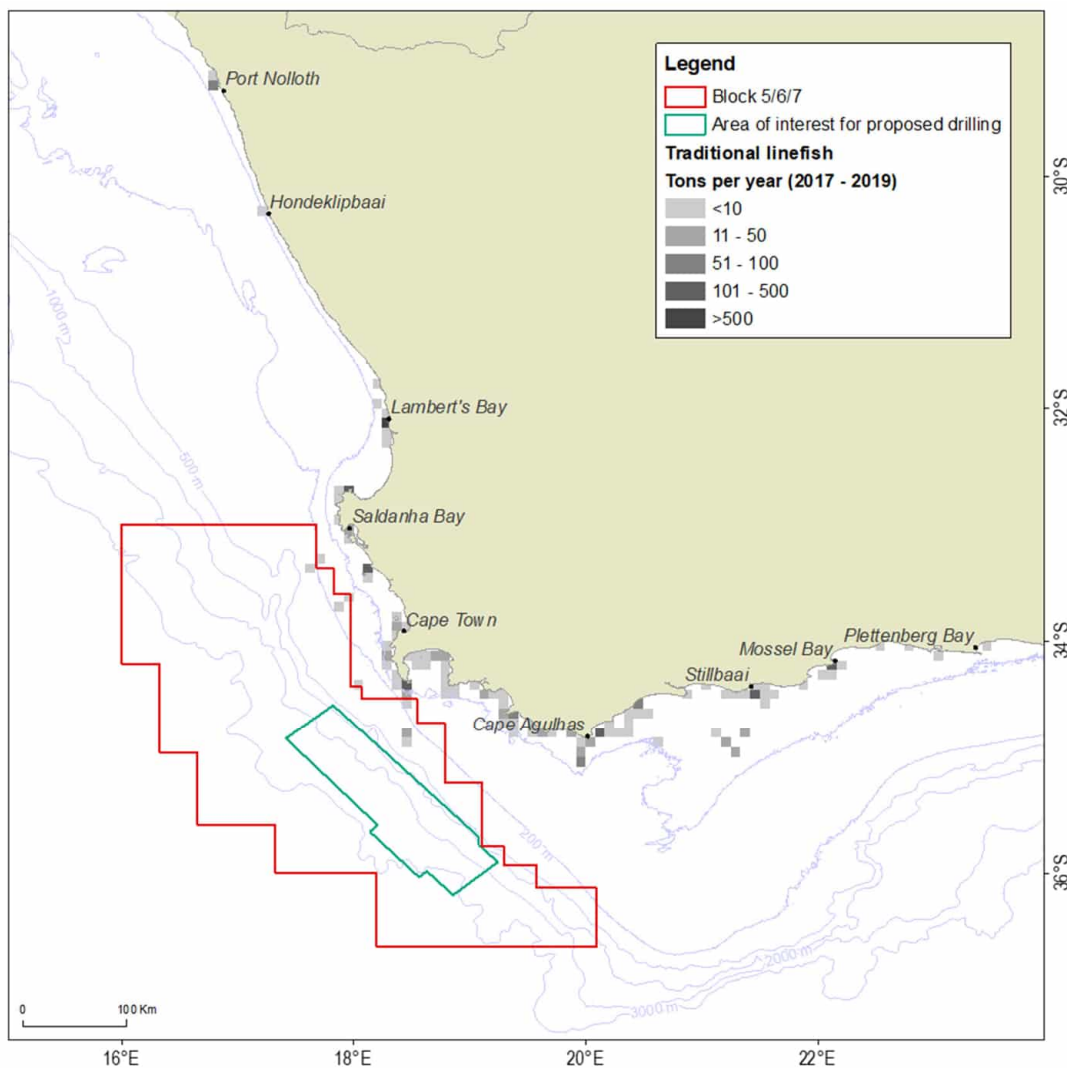 Port Nolloth
Hondeklipbaai
Lambert's Bay
Saldanha Bay
Cape Town
Cape Agulhas
Stillbaai
Mossel Bay
Plettenberg Bay
Legend
Block 5/6/7
Area of interest for proposed drilling
Traditional linefish
Tons per year (2017 - 2019)
<10
11 - 50
51 - 100
101 - 500
>500
1000 m
500 m
200 m
2000 m
3000 m
30°S
32°S
34°S
36°S
0 100 Km
16°E 18°E 20°E 22°E